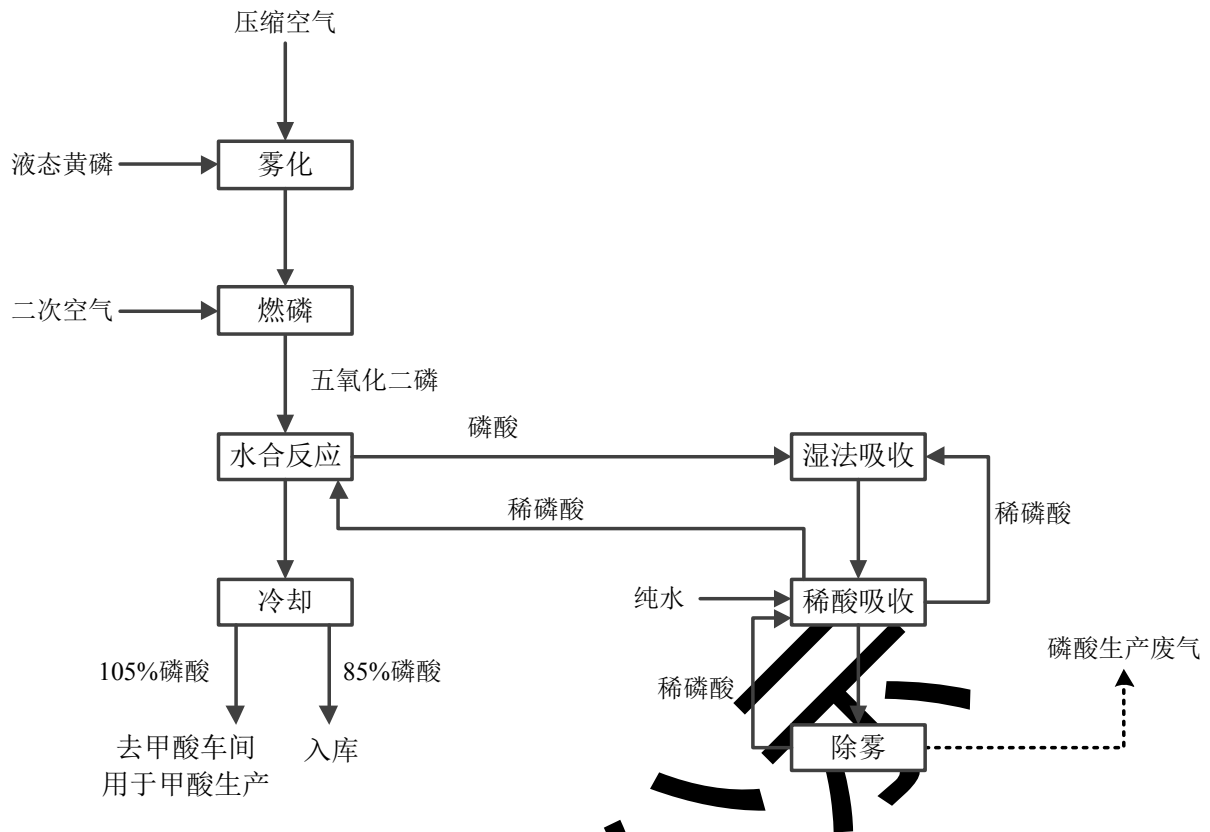 压缩空气
液态黄磷
雾化
二次空气
燃磷
五氧化二磷
水合反应
磷酸
湿法吸收
稀磷酸
稀磷酸
冷却
纯水
稀酸吸收
105%磷酸
85%磷酸
稀磷酸
磷酸生产废气
去甲酸车间
用于甲酸生产
入库
除雾